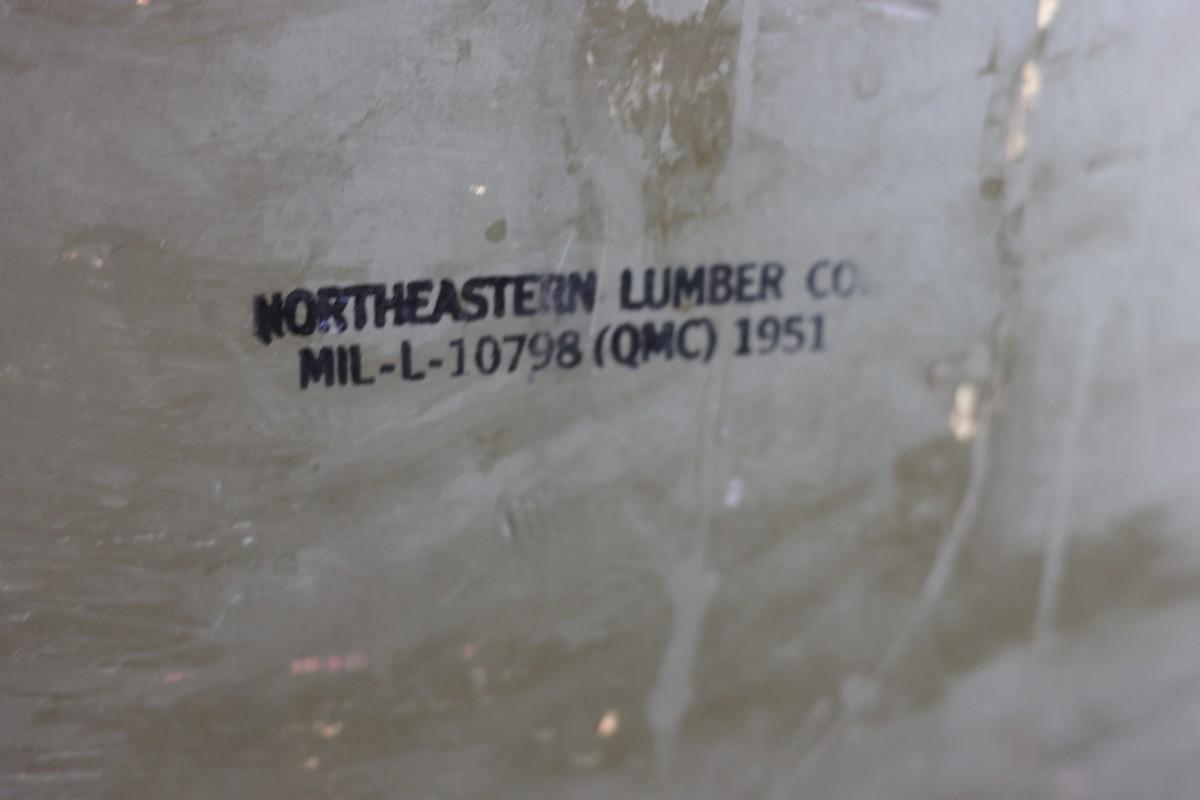 NORTHEASTERN LUMBER CO.
MIL-L-10798 (QMC) 1951